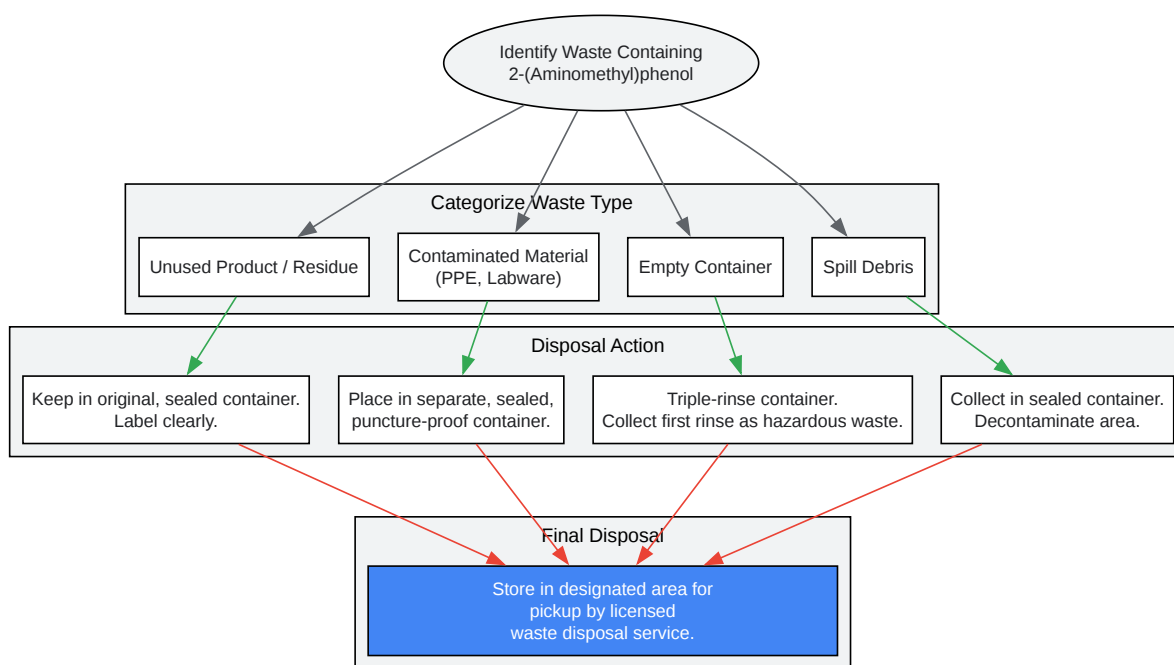 Identify Waste Containing
2-(Aminomethyl)phenol
Categorize Waste Type
Unused Product / Residue
Contaminated Material
(PPE, Labware)
Empty Container
Spill Debris
Disposal Action
Keep in original, sealed container.
Label clearly.
Place in separate, sealed,
puncture-proof container.
Triple-rinse container.
Collect first rinse as hazardous waste.
Collect in sealed container.
Decontaminate area.
Final Disposal
Store in designated area for
pickup by licensed
waste disposal service.